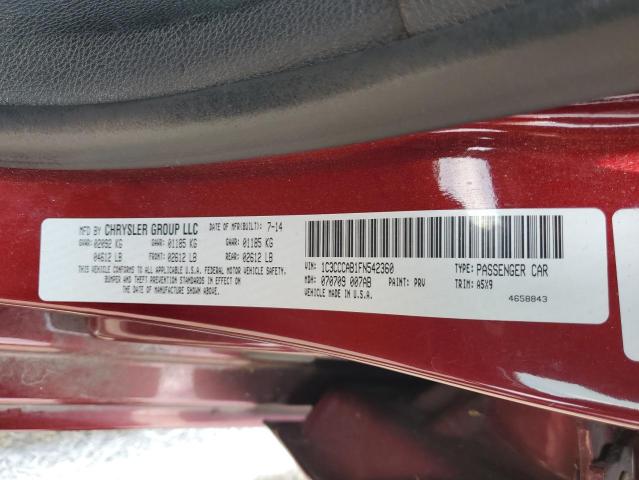 MFD BY CHRYSLER GROUP LLC DATE OF MFR(BUILT): 7-14
GVWR: 02092 KG GAWR: 01185 KG GAWR: 01185 KG
04612 LB FRONT: 02612 LB REAR: 02612 LB
THIS VEHICLE CONFORMS TO ALL APPLICABLE U.S.A. FEDERAL MOTOR VEHICLE SAFETY,
BUMPER AND THEFT PREVENTION STANDARDS IN EFFECT ON
THE DATE OF MANUFACTURE SHOWN ABOVE.
VIN: 1C3CCCAB1FN542360 TYPE: PASSENGER CAR
MDH: 070709 007AB PAINT: PRV TRIM: A5X9
VEHICLE MADE IN U.S.A. 4658843